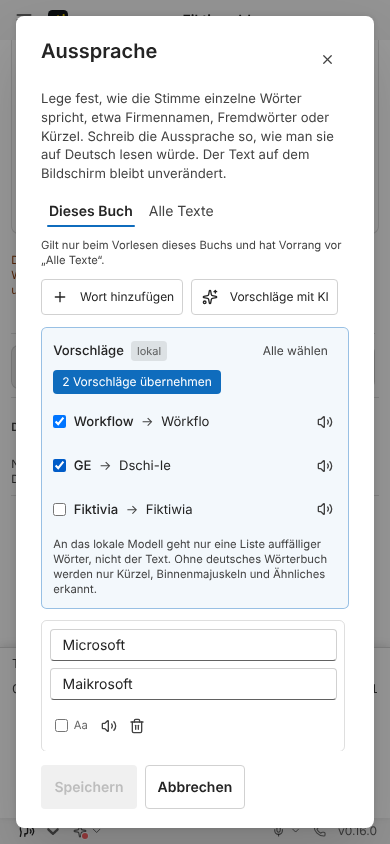 Aussprache
Lege fest, wie die Stimme einzelne Wörter
spricht, etwa Firmennamen, Fremdwörter oder
Kürzel. Schreib die Aussprache so, wie man sie
auf Deutsch lesen würde. Der Text auf dem
Bildschirm bleibt unverändert.
Dieses Buch Alle Texte
Gilt nur beim Vorlesen dieses Buchs und hat Vorrang vor
„Alle Texte“.
Wort hinzufügen Vorschläge mit KI
Vorschläge lokal Alle wählen
2 Vorschläge übernehmen
Workflow → Wörkflo
GE → Dschi-Ie
Fiktivia → Fiktiwia
An das lokale Modell geht nur eine Liste auffälliger
Wörter, nicht der Text. Ohne deutsches Wörterbuch
werden nur Kürzel, Binnenmajuskeln und Ähnliches
erkannt.
Microsoft
Maikrosoft
Aa
Speichern Abbrechen
V0.16.0